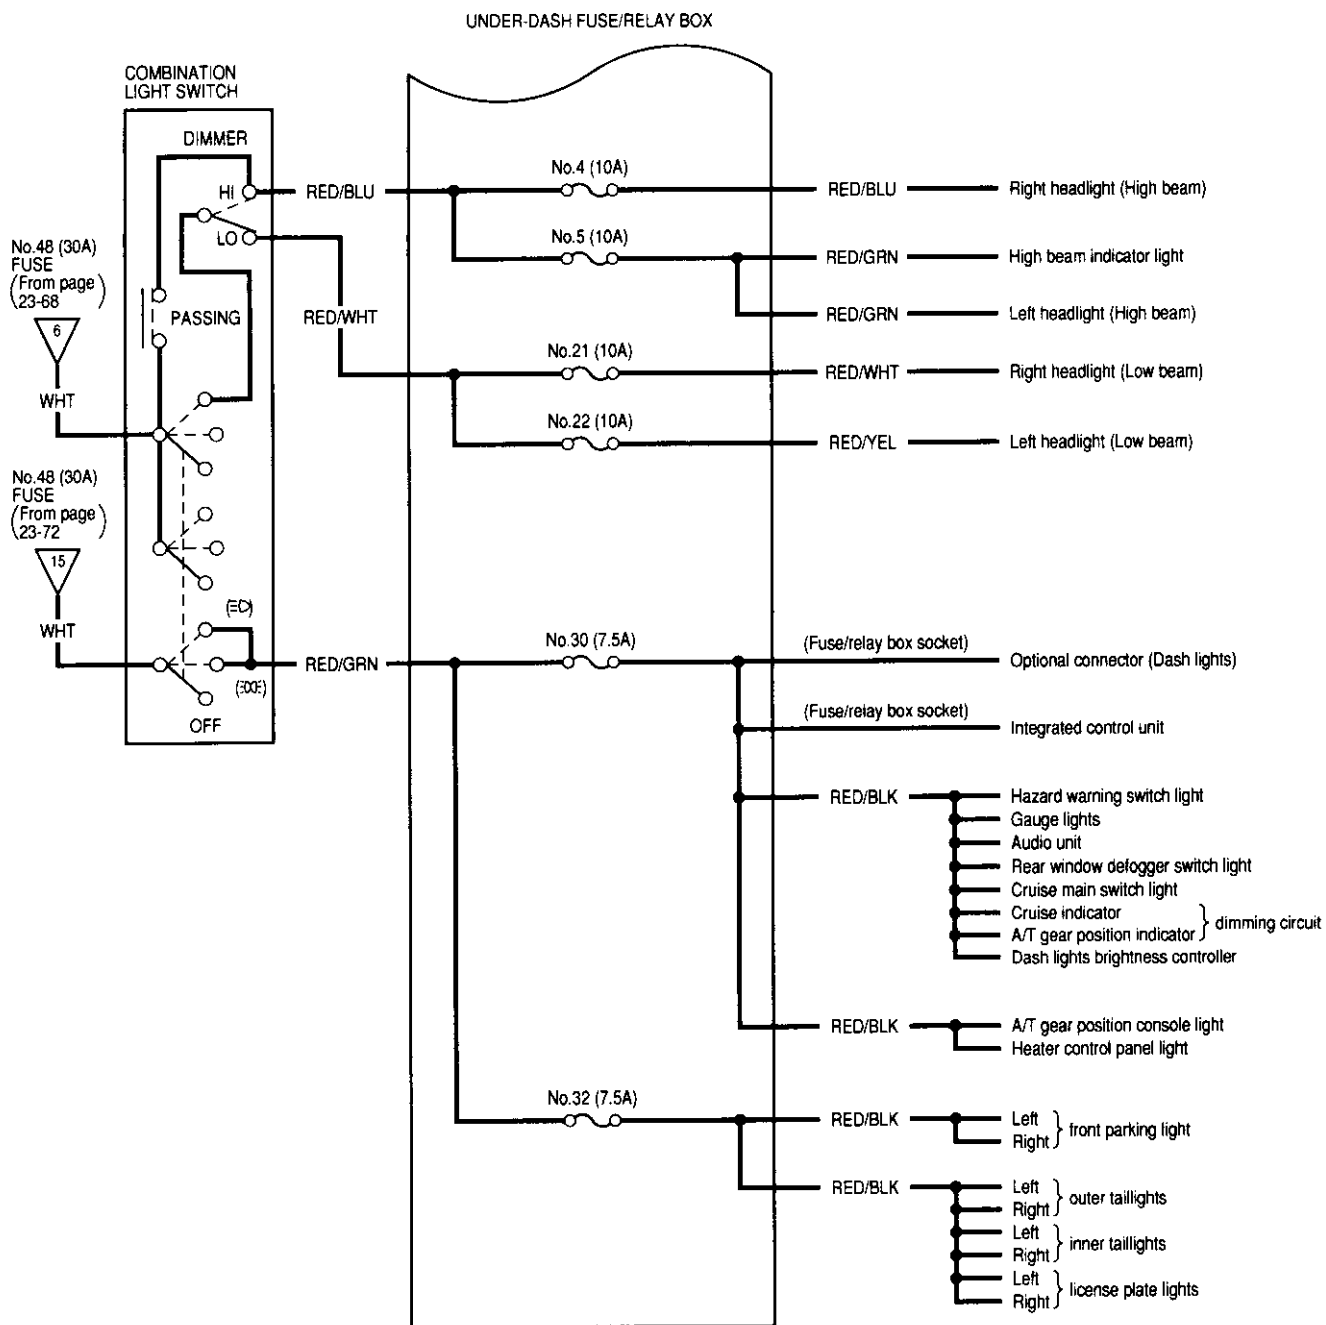 UNDER-DASH FUSE/RELAY BOX
COMBINATION
LIGHT SWITCH
DIMMER
HI
LO
PASSING
No.48 (30A)
FUSE
(From page
23-68)
6
WHT
No.48 (30A)
FUSE
(From page
23-72)
15
WHT
OFF
RED/BLU
RED/WHT
RED/GRN
No.4 (10A)
RED/BLU
Right headlight (High beam)
No.5 (10A)
RED/GRN
High beam indicator light
RED/GRN
Left headlight (High beam)
No.21 (10A)
RED/WHT
Right headlight (Low beam)
No.22 (10A)
RED/YEL
Left headlight (Low beam)
No.30 (7.5A)
(Fuse/relay box socket)
Optional connector (Dash lights)
(Fuse/relay box socket)
Integrated control unit
RED/BLK
Hazard warning switch light
Gauge lights
Audio unit
Rear window defogger switch light
Cruise main switch light
Cruise indicator
A/T gear position indicator
dimming circuit
Dash lights brightness controller
RED/BLK
A/T gear position console light
Heater control panel light
No.32 (7.5A)
RED/BLK
Left
Right
front parking light
RED/BLK
Left
Right
outer taillights
Left
Right
inner taillights
Left
Right
license plate lights